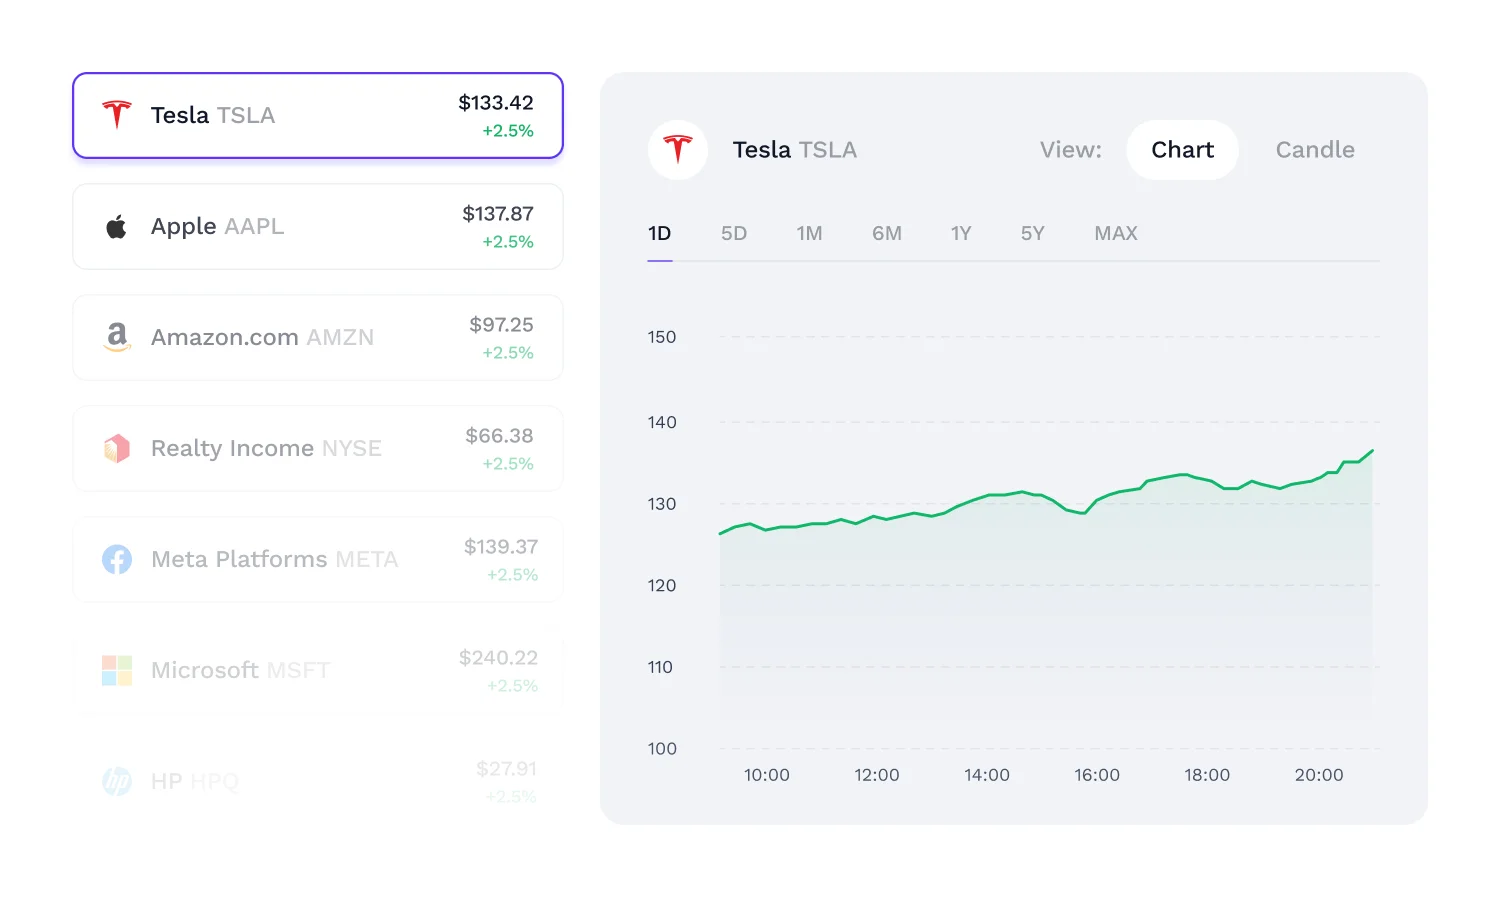 Tesla TSLA
$133.42
+2.5%
Apple AAPL
$137.87
+2.5%
Amazon.com AMZN
$97.25
+2.5%
Realty Income NYSE
$66.38
+2.5%
Meta Platforms META
$139.37
+2.5%
Microsoft MSFT
$240.22
+2.5%
hp
HP HPQ
$27.91
+2.5%
Tesla TSLA
View: Chart Candle
1D 5D 1M 6M 1Y 5Y MAX
150
140
130
120
110
100
10:00 12:00 14:00 16:00 18:00 20:00